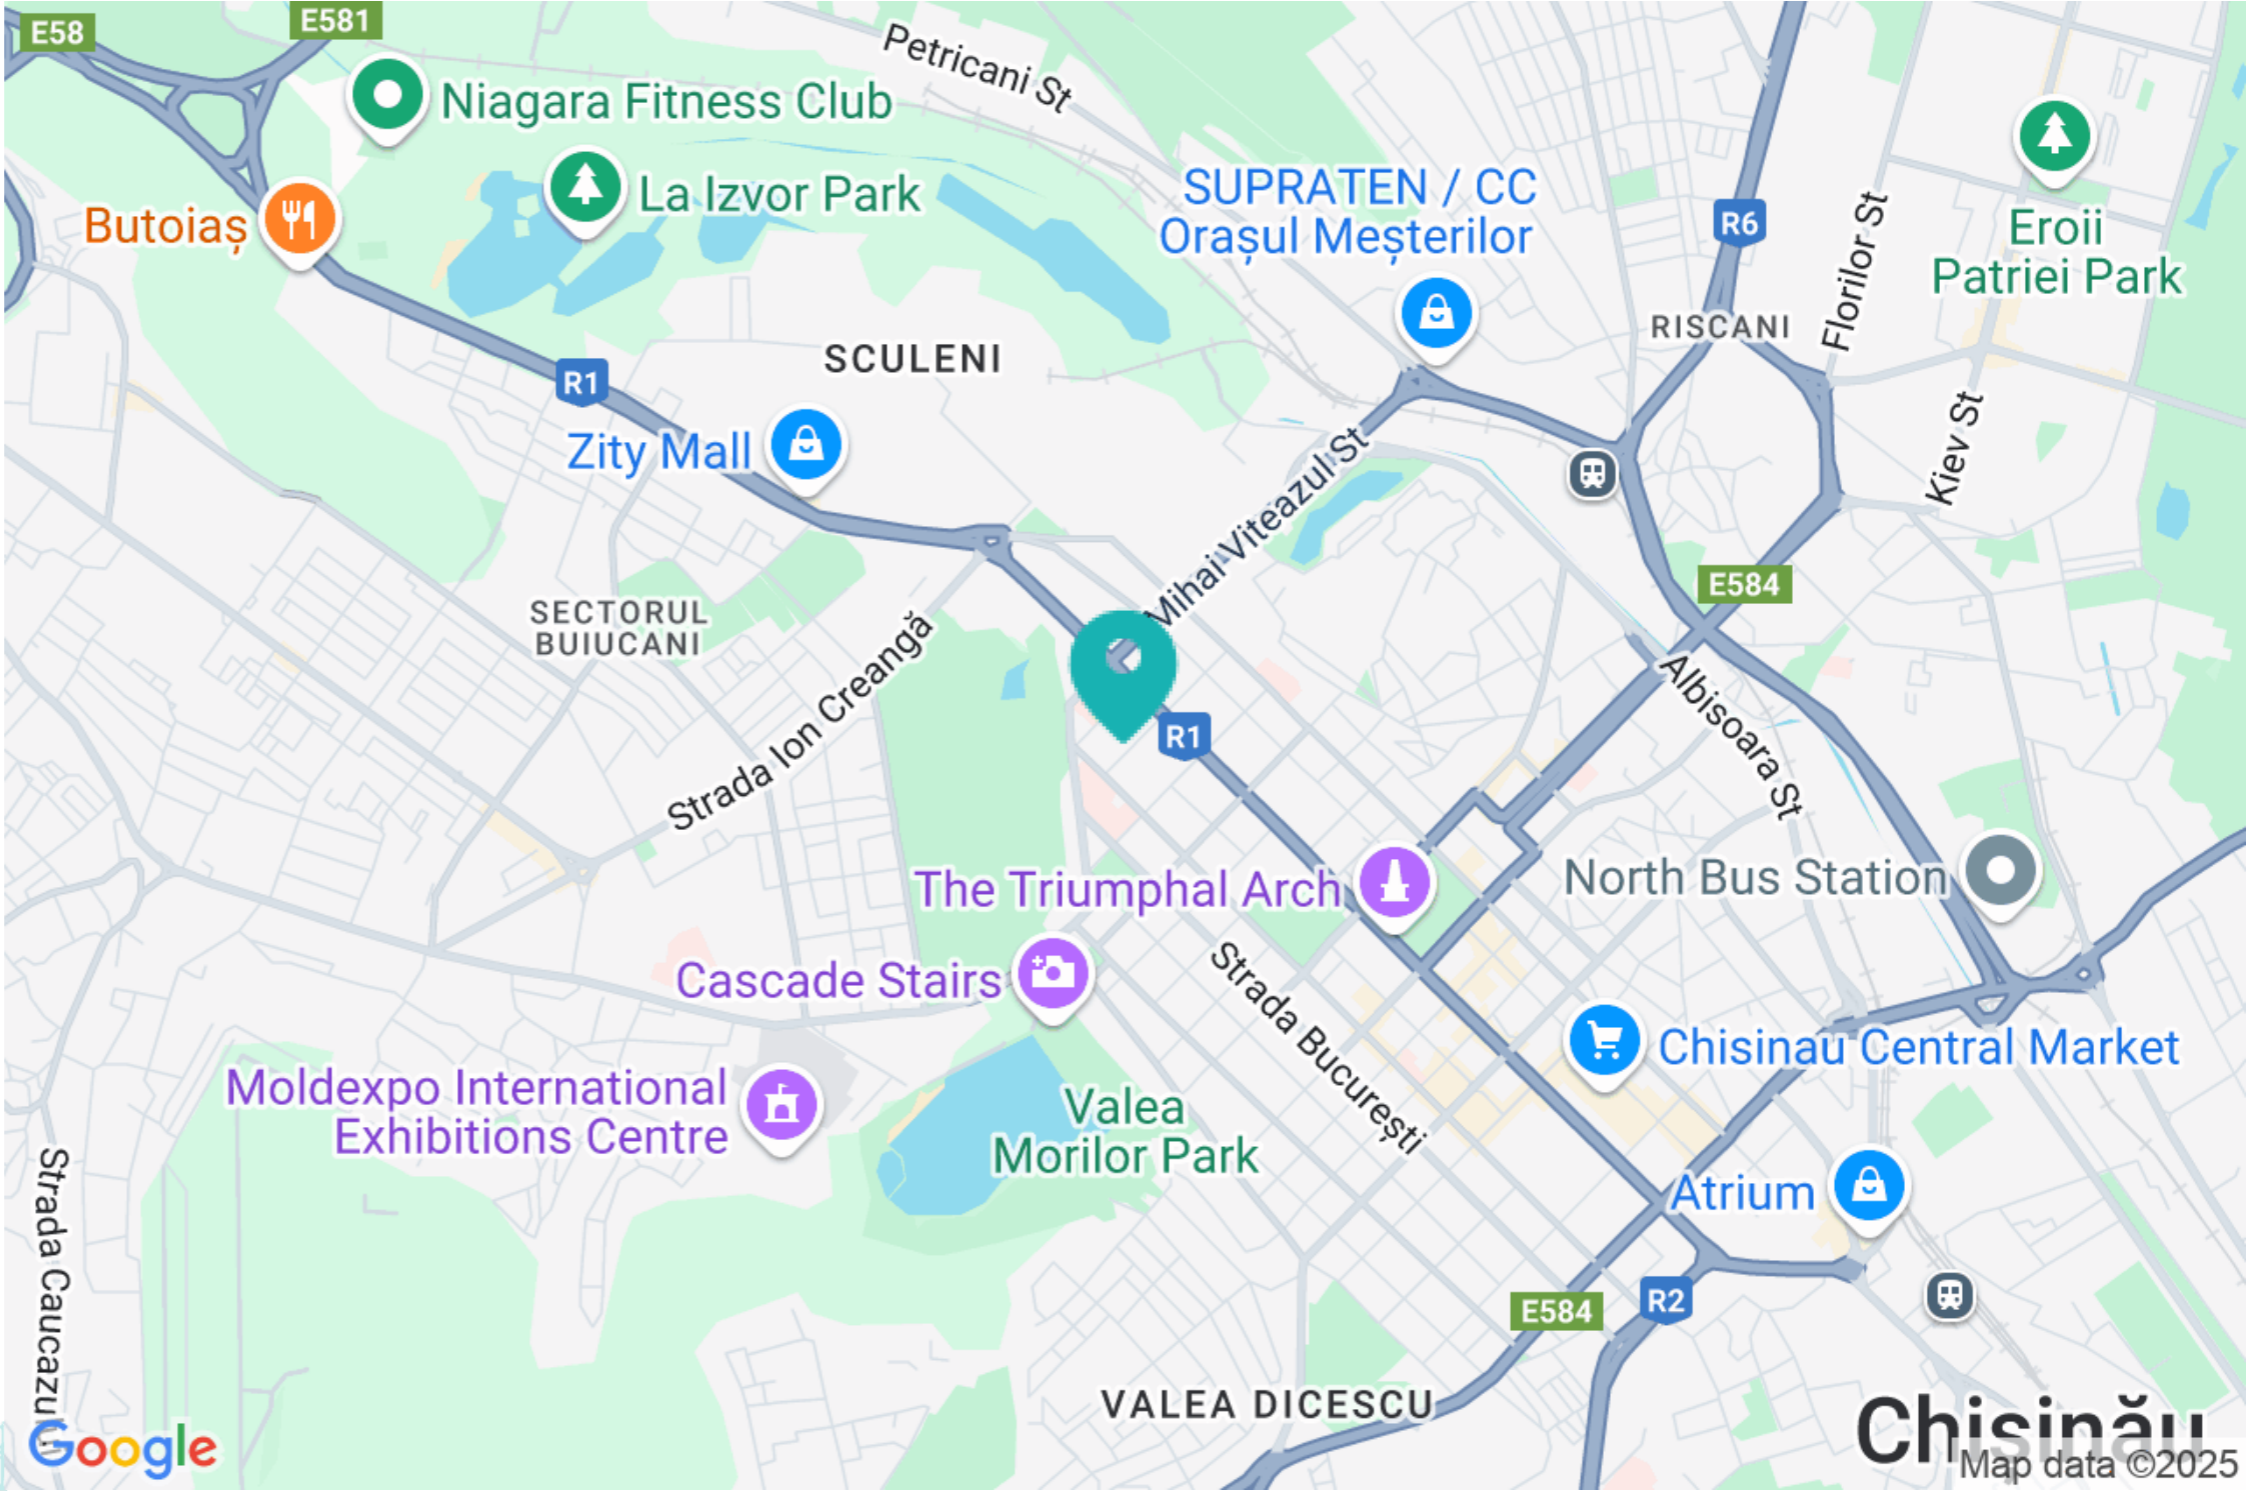 E58
E581
Petricani St
Niagara Fitness Club
La Izvor Park
Butoiaș
SUPRATEN / CC
Orașul Meșterilor
R6
Florilor St
Eroii
Patriei Park
RISCANI
SCULENI
R1
Zity Mall
Mihai Viteazul St
Kiev St
E584
SECTORUL
BUIUCANI
Strada Ion Creangă
R1
Albisoara St
The Triumphal Arch
North Bus Station
Cascade Stairs
Strada București
Chisinau Central Market
Moldexpo International
Exhibitions Centre
Valea
Morilor Park
Atrium
Strada Caucazului
E584
R2
VALEA DICESCU
Chișinău
Google
Map data ©2025